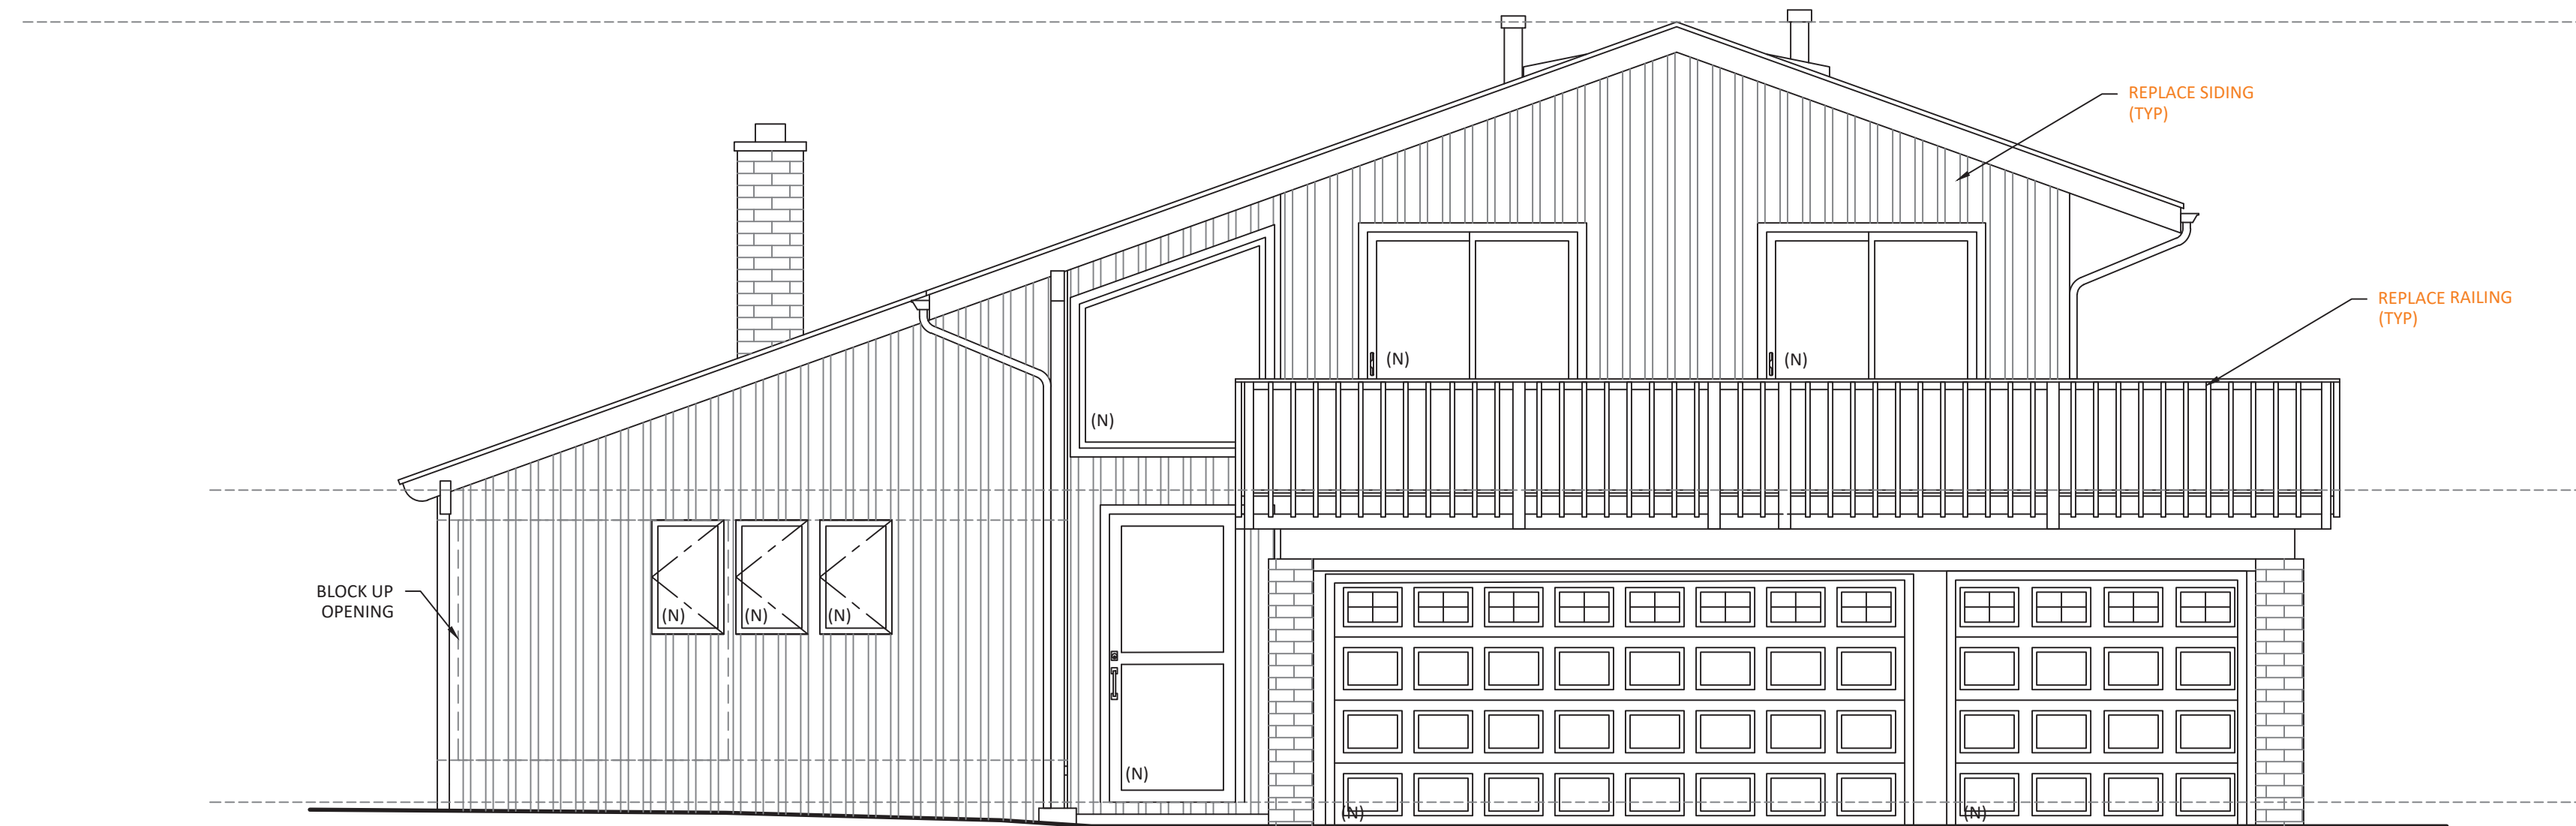 REPLACE SIDING
(TYP)
REPLACE RAILING
(TYP)
(N)
(N)
(N)
BLOCK UP
OPENING
(N)
(N)
(N)
(N)
(N)
(N)